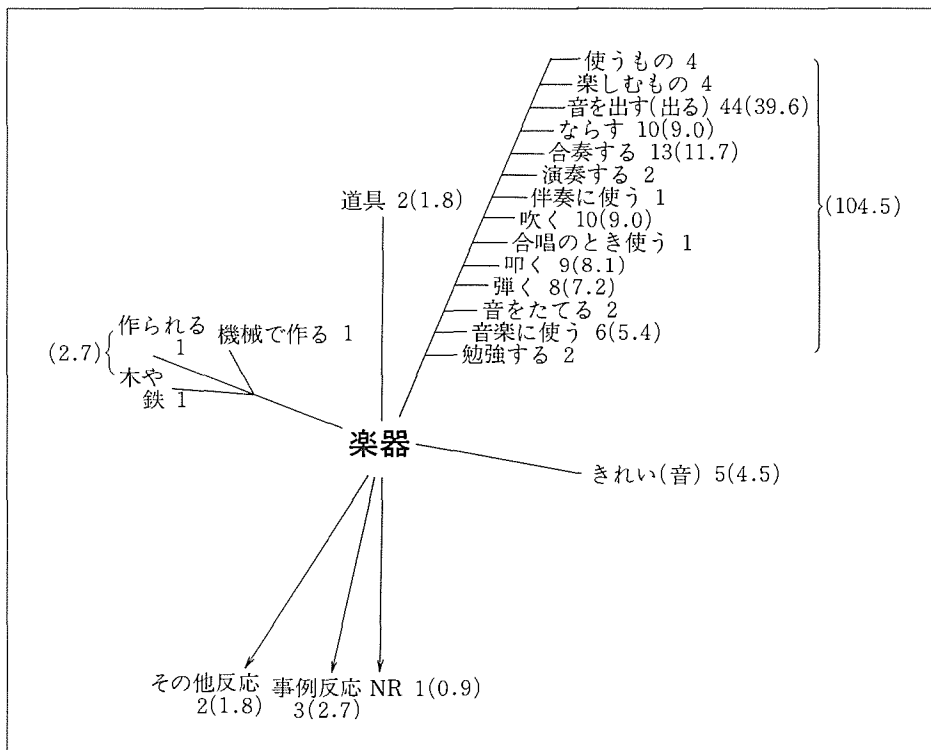 使うもの 4
楽しむもの 4
音を出す(出る) 44(39.6)
ならす 10(9.0)
合奏する 13(11.7)
演奏する 2
伴奏に使う 1
吹く 10(9.0)
合唱のとき使う 1
叩く 9(8.1)
弾く 8(7.2)
音をたてる 2
音楽に使う 6(5.4)
勉強する 2
(104.5)
道具 2(1.8)
作られる
1
機械で作る 1
(2.7)
木や
鉄 1
楽器
きれい(音) 5(4.5)
その他反応
2(1.8)
事例反応
3(2.7)
NR 1(0.9)